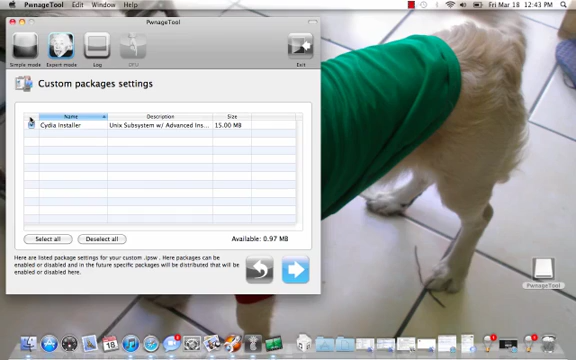 PwnageTool Edit Window Help
Fri Mar 18 12:43 PM
PwnageTool
Simple mode Expert mode Log DFU Exit
Custom packages settings
Name Description Size
Cydia Installer Unix Subsystem w/ Advanced Ins... 15.00 MB
Select all Deselect all Available: 0.97 MB
Here are listed package settings for your custom .ipsw . Here packages can be
enabled or disabled and in the future specific packages will be distributed that will be
enabled or disabled here.
PwnageTool
18